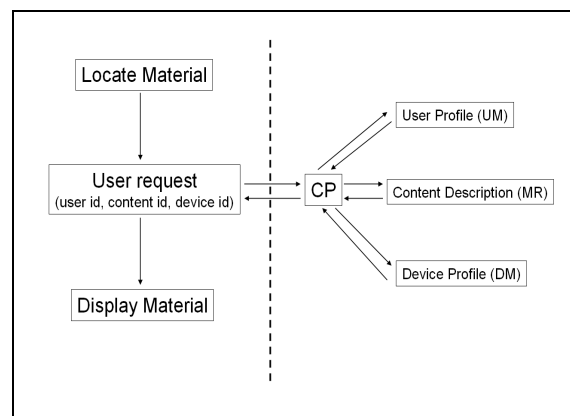 Locate Material
User request
(user id, content id, device id)
Display Material
CP
User Profile (UM)
Content Description (MR)
Device Profile (DM)